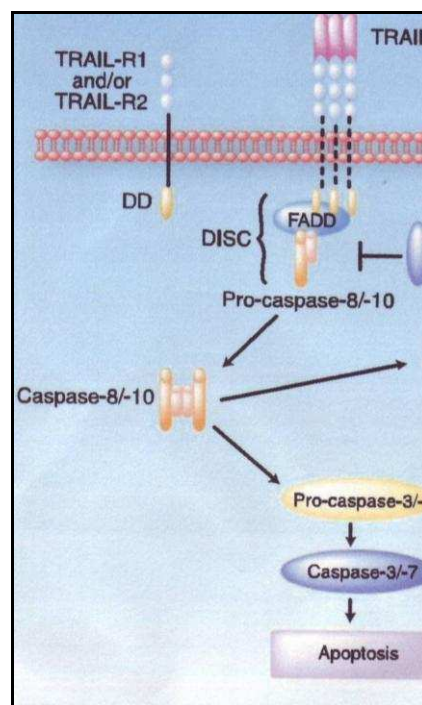 TRAIL-R1
and/or
TRAIL-R2
TRAIL
DD
FADD
DISC
Pro-caspase-8/-10
Caspase-8/-10
Pro-caspase-3/-
Caspase-3/-7
Apoptosis